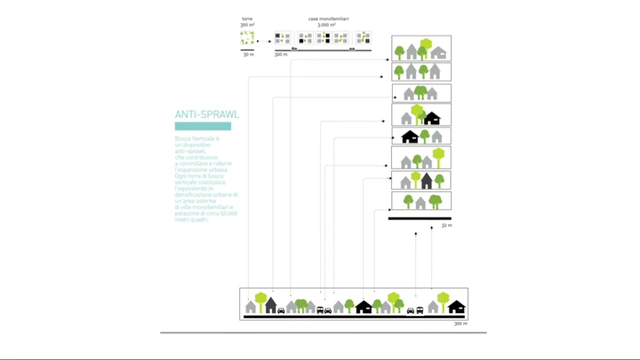 torre
300 m²
case monofamiliari
3.000 m²
30 m
300 m
ANTI-SPRAWL
Bosco Verticale è
un dispositivo
anti sprawl,
che contribuisce
a controllare e ridurre
l'espansione urbana.
Ogni torre di bosco
verticale costituisce
l'equivalente in
densificazione urbana di
un'area estensa
di ville monofamiliari e
palazzine di circa 50.000
metri quadri.
32 m
300 m